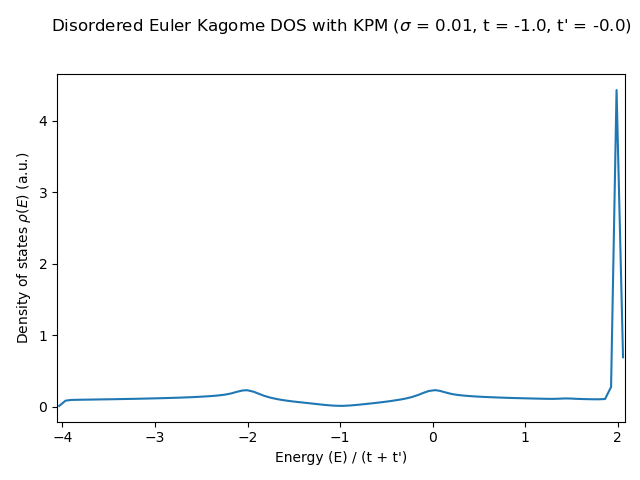 Disordered Euler Kagome DOS with KPM (σ = 0.01, t = -1.0, t' = -0.0)
4
3
2
1
0
Density of states ρ(E) (a.u.)
−4 −3 −2 −1 0 1 2
Energy (E) / (t + t')